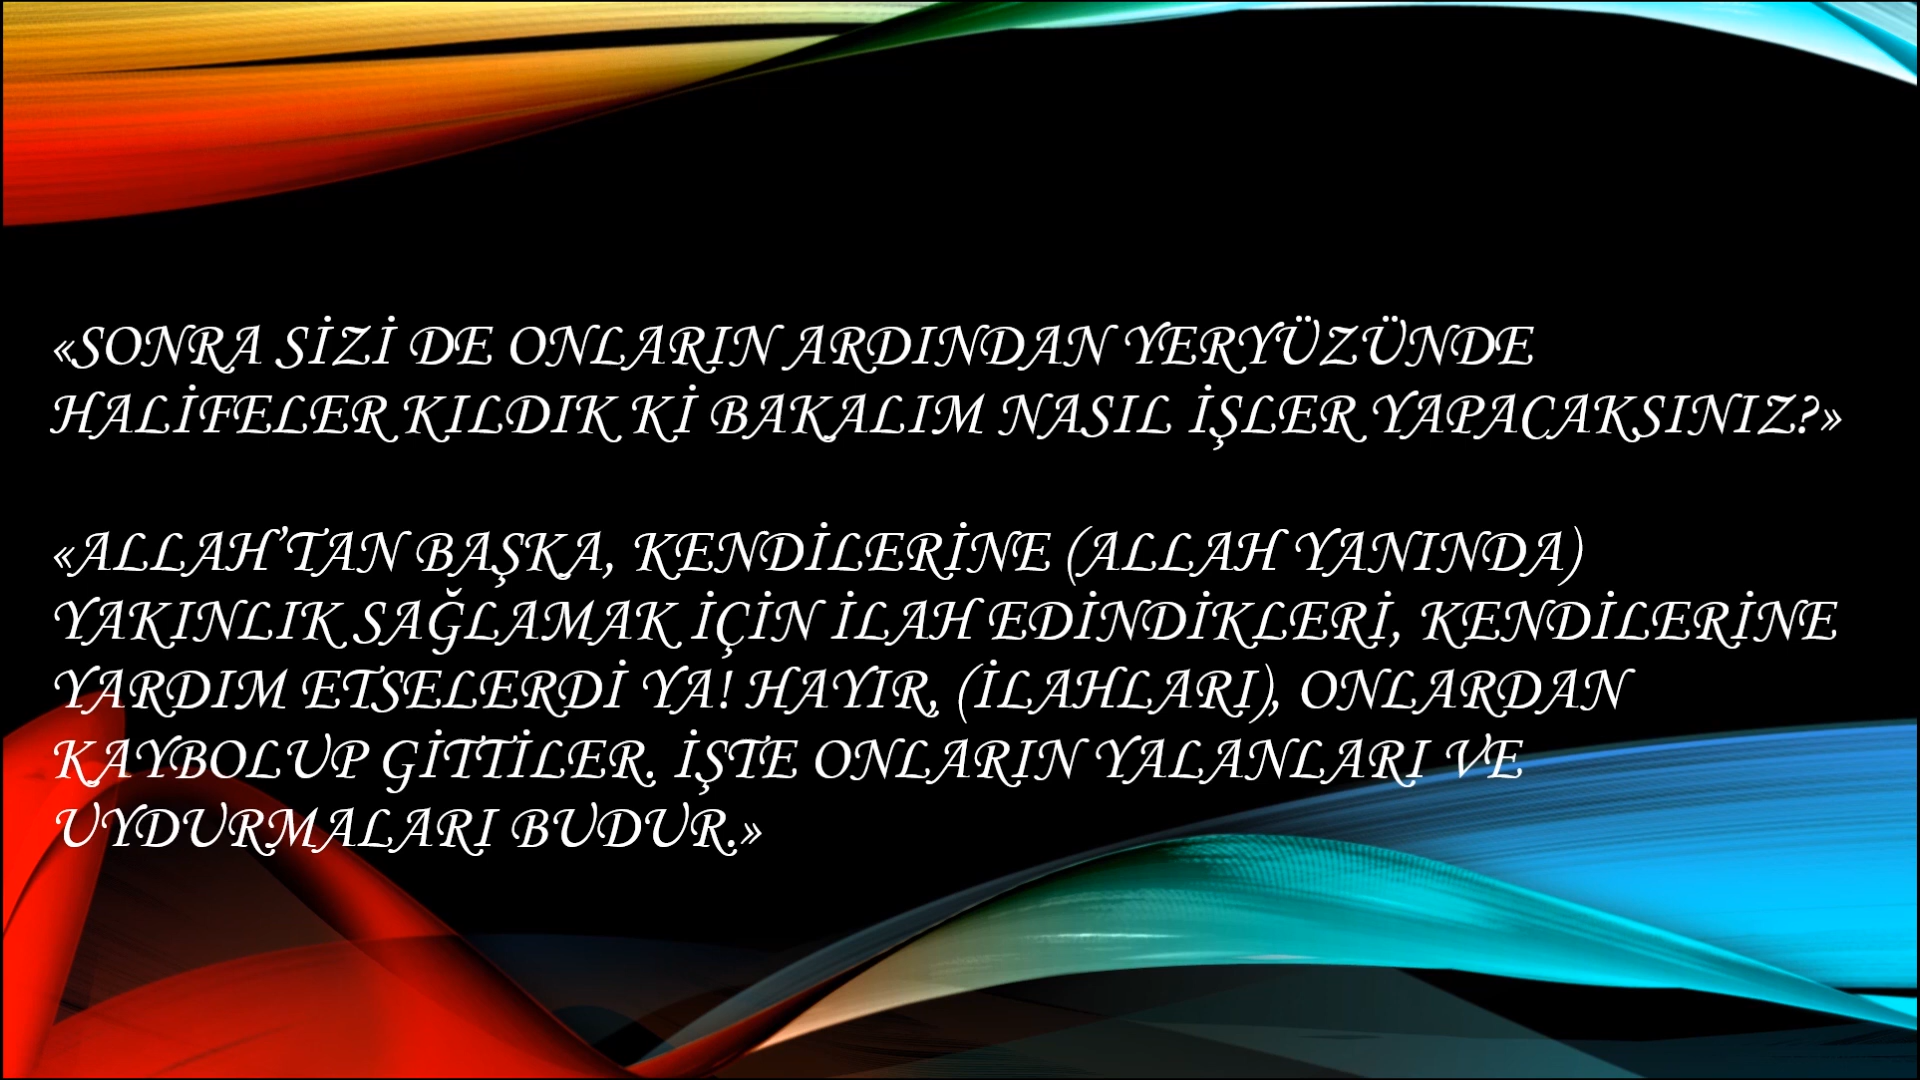 «SONRA SİZİ DE ONLARIN ARDINDAN YERYÜZÜNDE
HALİFELER KILDIK Kİ BAKALIM NASIL İŞLER YAPACAKSINIZ?»
«ALLAH’TAN BAŞKA, KENDİLERİNE (ALLAH YANINDA)
YAKINLIK SAĞLAMAK İÇİN İLAH EDİNDİKLERİ, KENDİLERİNE
YARDIM ETSELERDİ YA! HAYIR, (İLAHLARI), ONLARDAN
KAYBOLUP GİTTİLER. İŞTE ONLARIN YALANLARI VE
UYDURMALARI BUDUR.»